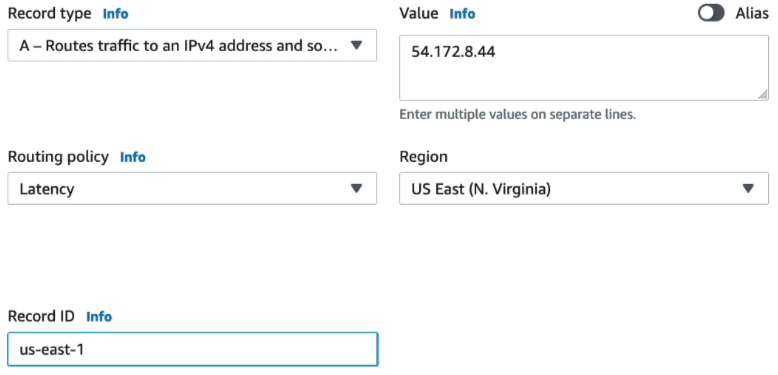 Record type Info
Value Info
Alias
A – Routes traffic to an IPv4 address and so...
54.172.8.44
Enter multiple values on separate lines.
Routing policy Info
Region
Latency
US East (N. Virginia)
Record ID Info
us-east-1